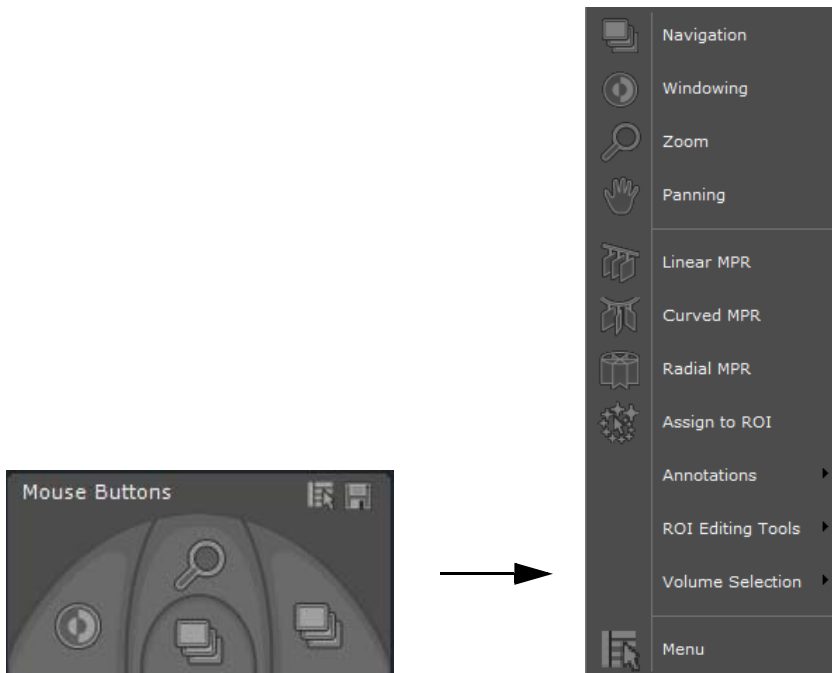 Mouse Buttons
Navigation
Windowing
Zoom
Panning
Linear MPR
Curved MPR
Radial MPR
Assign to ROI
Annotations
ROI Editing Tools
Volume Selection
Menu